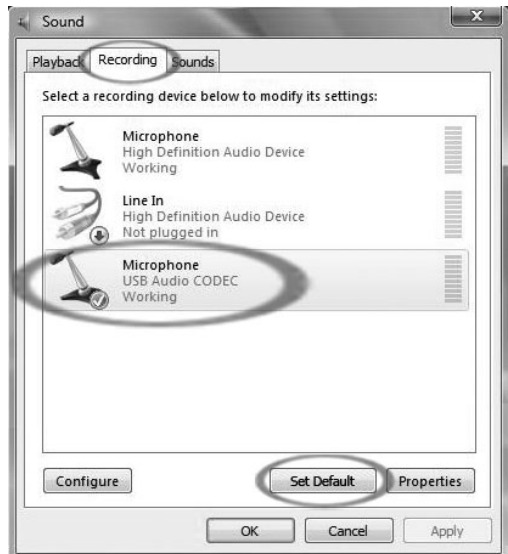 Sound
Playback Recording Sounds
Select a recording device below to modify its settings:
Microphone
High Definition Audio Device
Working
Line In
High Definition Audio Device
Not plugged in
Microphone
USB Audio CODEC
Working
Configure Set Default Properties
OK Cancel Apply